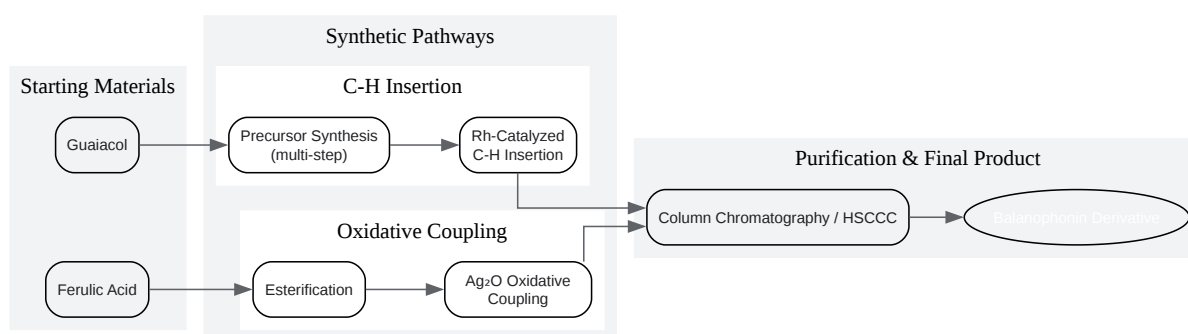 Synthetic Pathways
Starting Materials
C-H Insertion
Guaiacol
Precursor Synthesis
(multi-step)
Rh-Catalyzed
C-H Insertion
Purification & Final Product
Column Chromatography / HSCCC
Balanophonin Derivative
Oxidative Coupling
Ferulic Acid
Esterification
Ag₂O Oxidative
Coupling